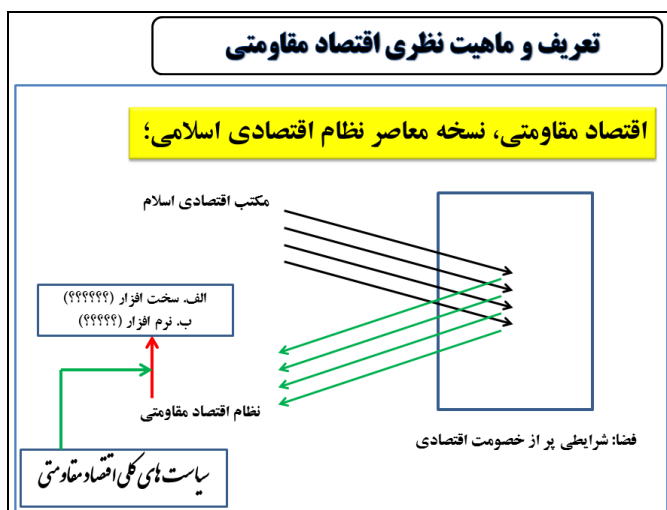 تعریف و ماهیت نظری اقتصاد مقاومتی
اقتصاد مقاومتی، نسخه معاصر نظام اقتصادی اسلامی؛
مکتب اقتصادی اسلام
الف. سخت افزار (؟؟؟؟؟؟)
ب. نرم افزار (؟؟؟؟؟)
نظام اقتصاد مقاومتی
فضا: شرایطی پر از خصومت اقتصادی
سیاست های کلی اقتصاد مقاومتی